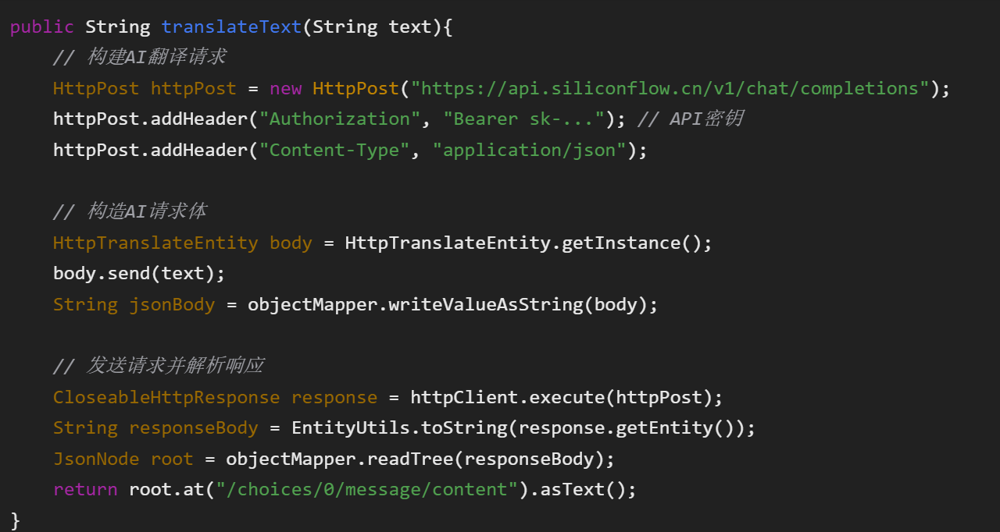 public String translateText(String text){
    // 构建AI翻译请求
    HttpPost httpPost = new HttpPost("https://api.siliconflow.cn/v1/chat/completions");
    httpPost.addHeader("Authorization", "Bearer sk-..."); // API密钥
    httpPost.addHeader("Content-Type", "application/json");

    // 构造AI请求体
    HttpTranslateEntity body = HttpTranslateEntity.getInstance();
    body.send(text);
    String jsonBody = objectMapper.writeValueAsString(body);

    // 发送请求并解析响应
    CloseableHttpResponse response = httpClient.execute(httpPost);
    String responseBody = EntityUtils.toString(response.getEntity());
    JsonNode root = objectMapper.readTree(responseBody);
    return root.at("/choices/0/message/content").asText();
}